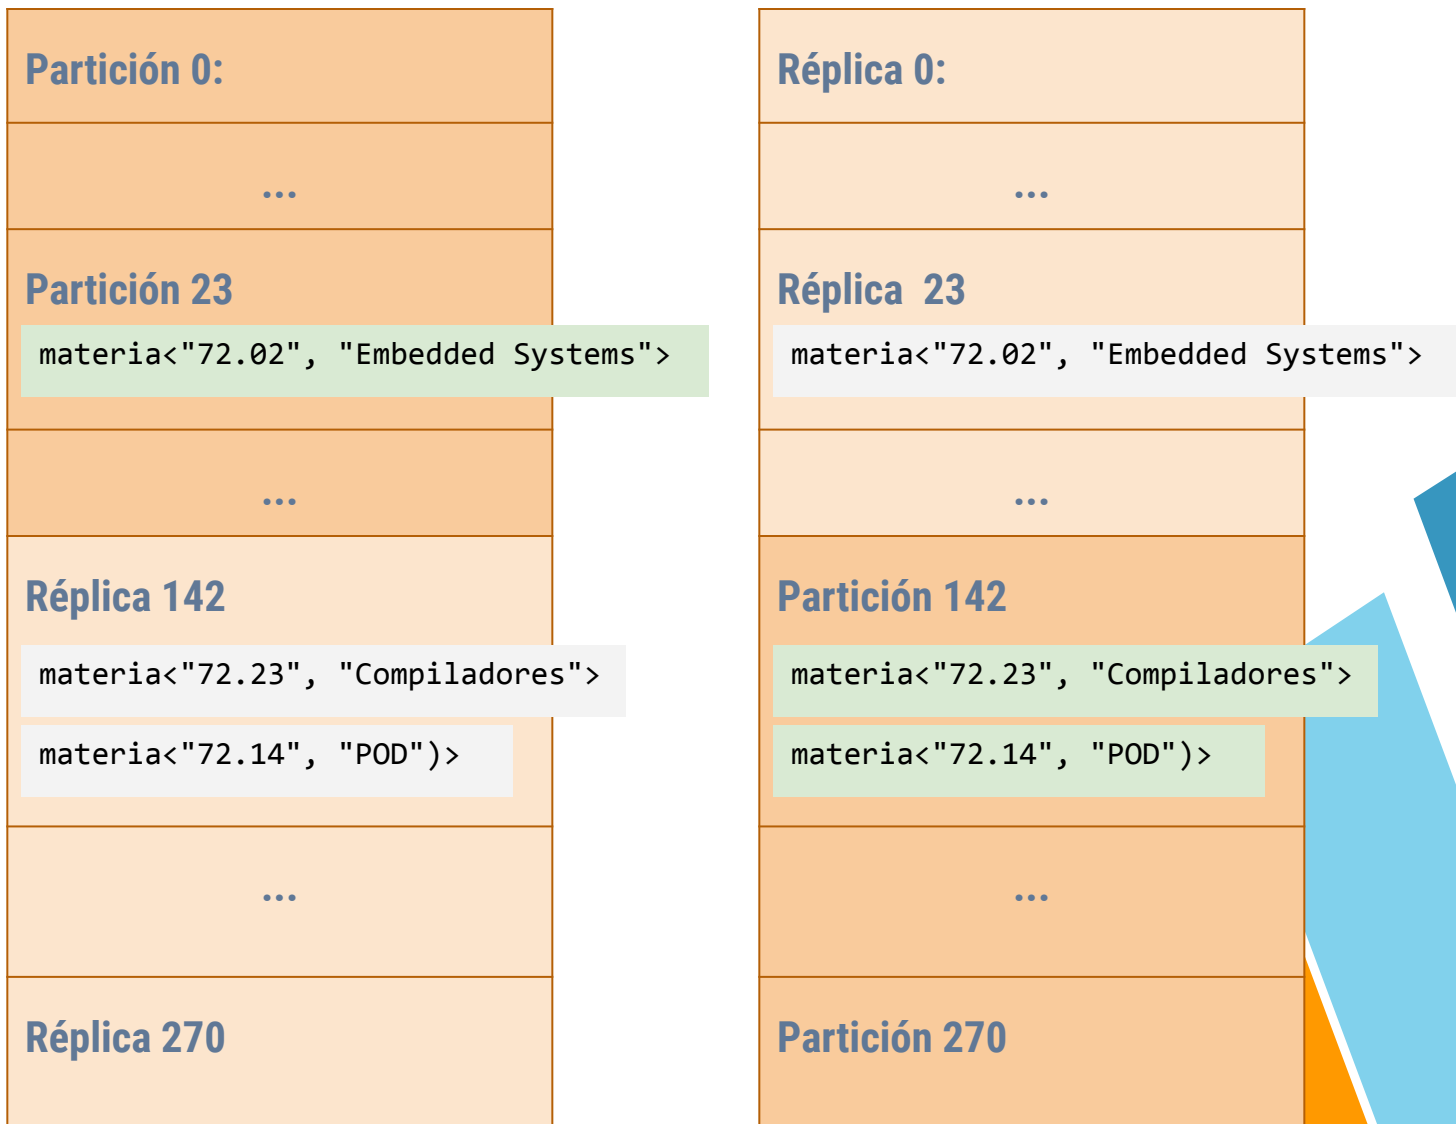 Partición 0:
...
Partición 23
materia<"72.02", "Embedded Systems">
...
Réplica 142
materia<"72.23", "Compiladores">
materia<"72.14", "POD")>
...
Réplica 270
Réplica 0:
...
Réplica  23
materia<"72.02", "Embedded Systems">
...
Partición 142
materia<"72.23", "Compiladores">
materia<"72.14", "POD")>
...
Partición 270